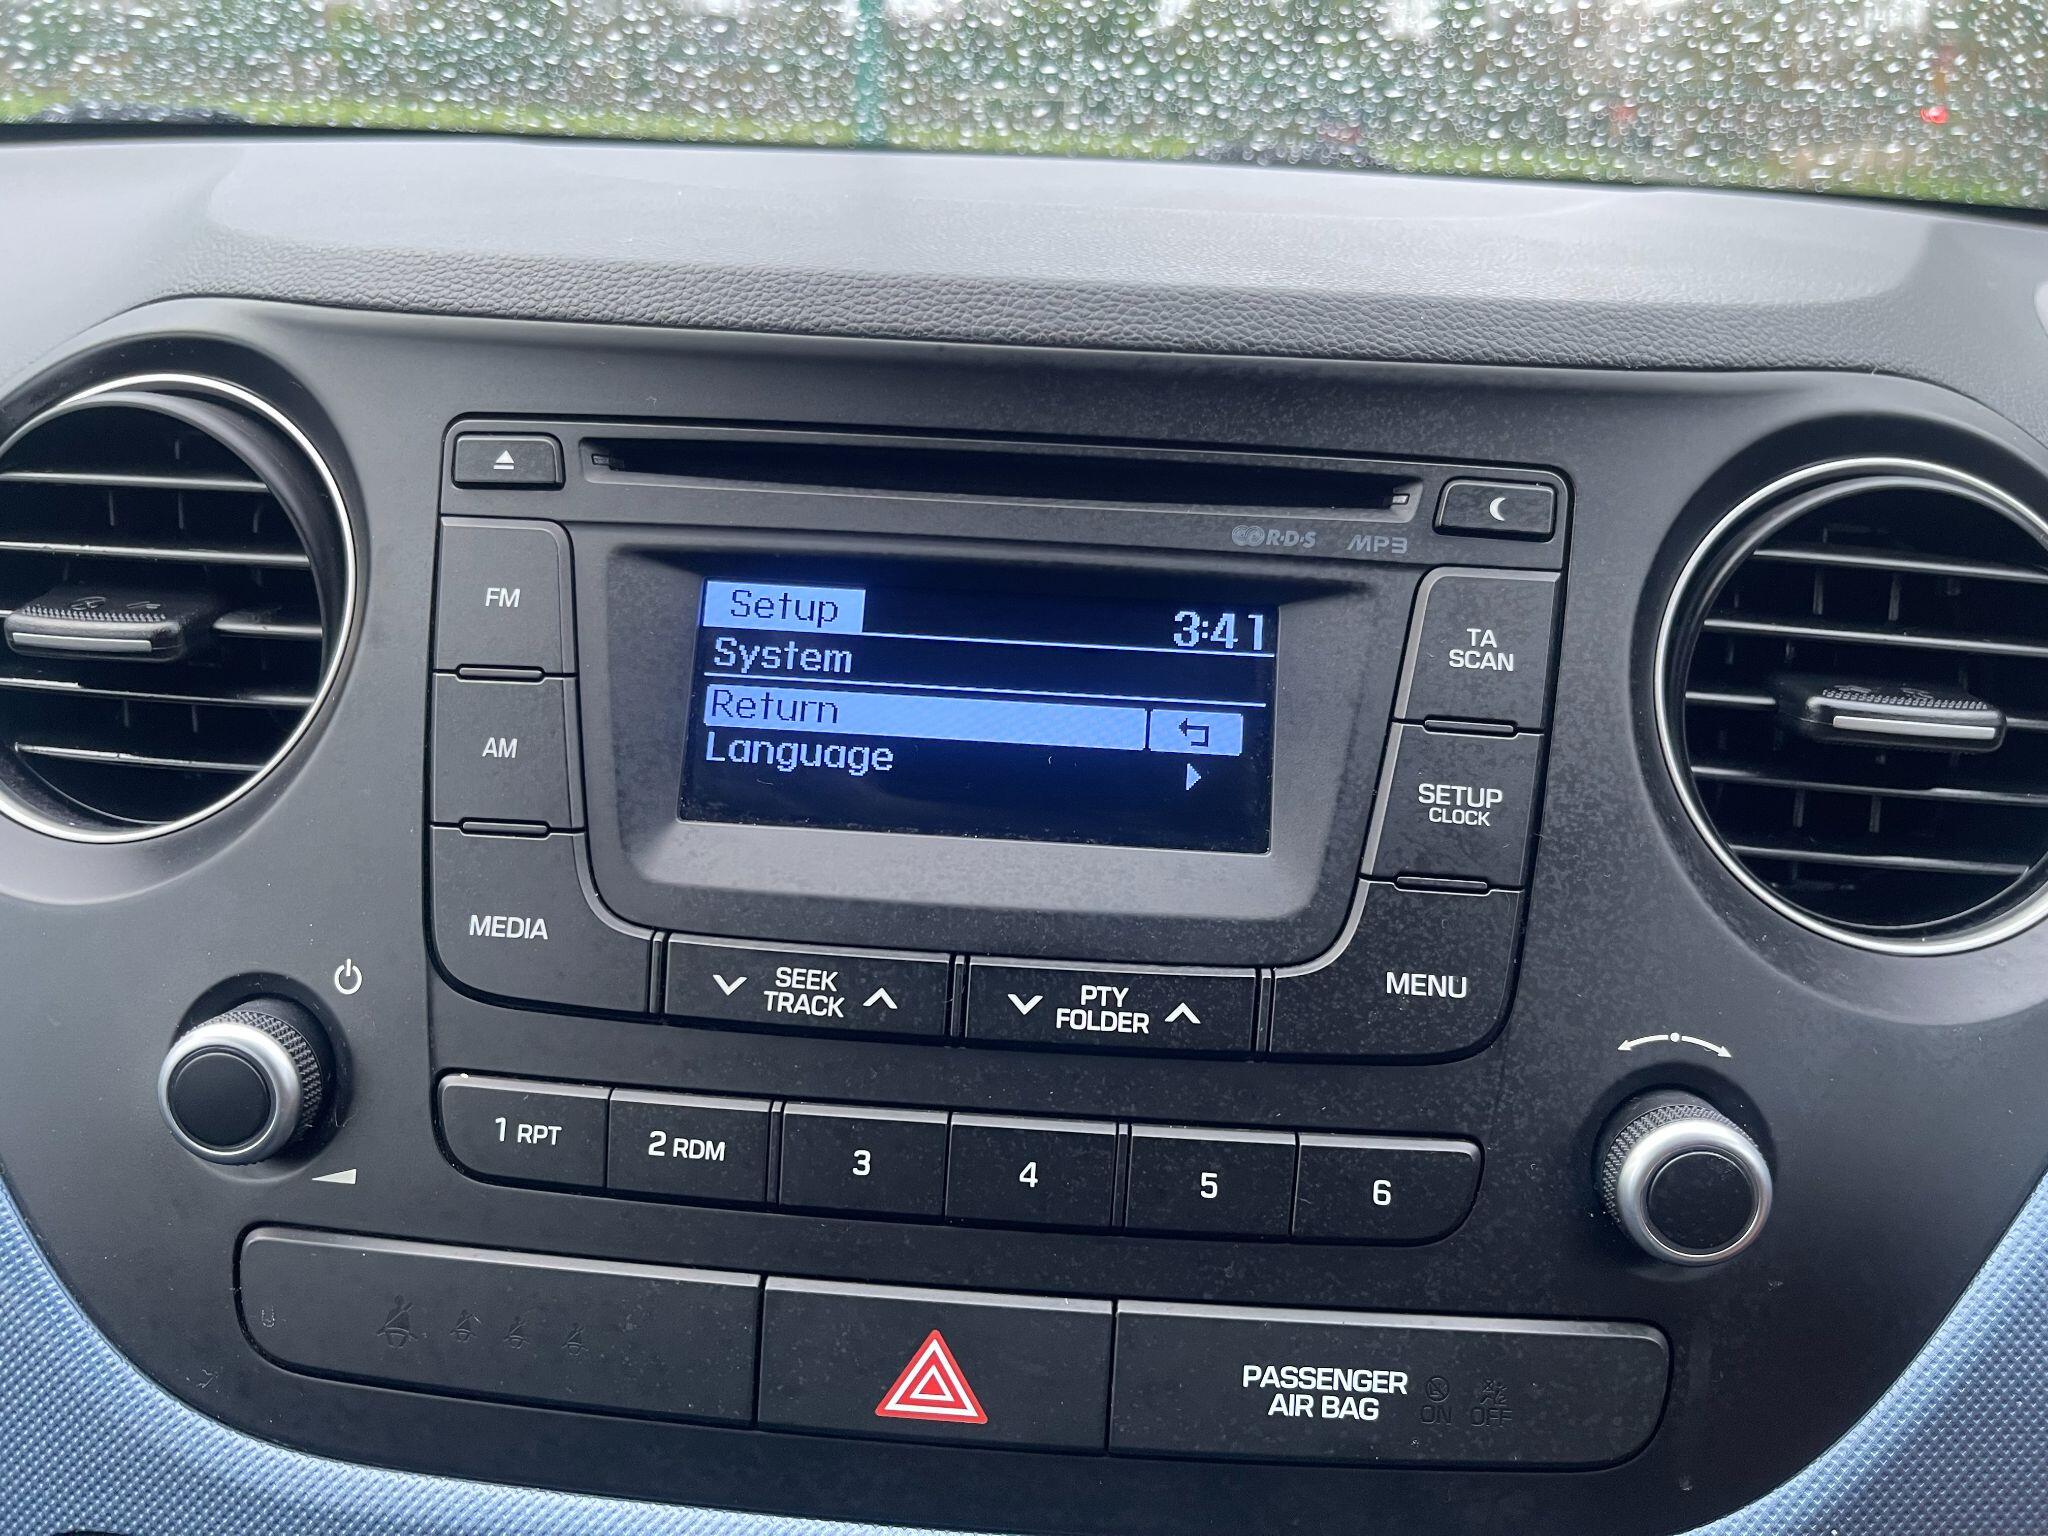 R·D·S MP3
FM
Setup 3:41
System
Return
Language
TA
SCAN
AM
SETUP
CLOCK
MEDIA
SEEK
TRACK
PTY
FOLDER
MENU
1 RPT
2 RDM
3
4
5
6
PASSENGER
AIR BAG
ON OFF